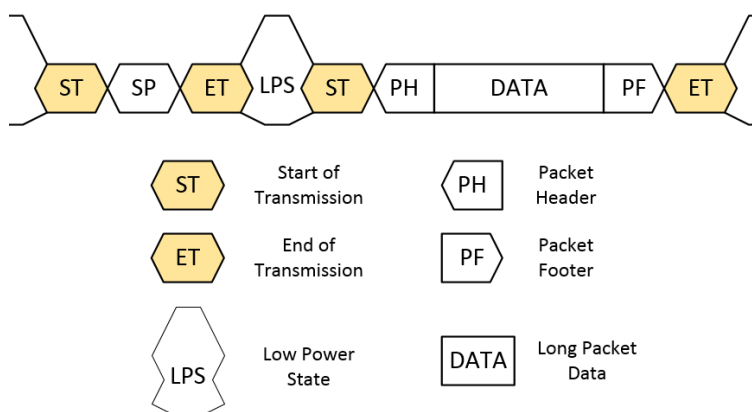 ST SP ET LPS ST PH DATA PF ET
ST Start of Transmission PH Packet Header
ET End of Transmission PF Packet Footer
LPS Low Power State DATA Long Packet Data